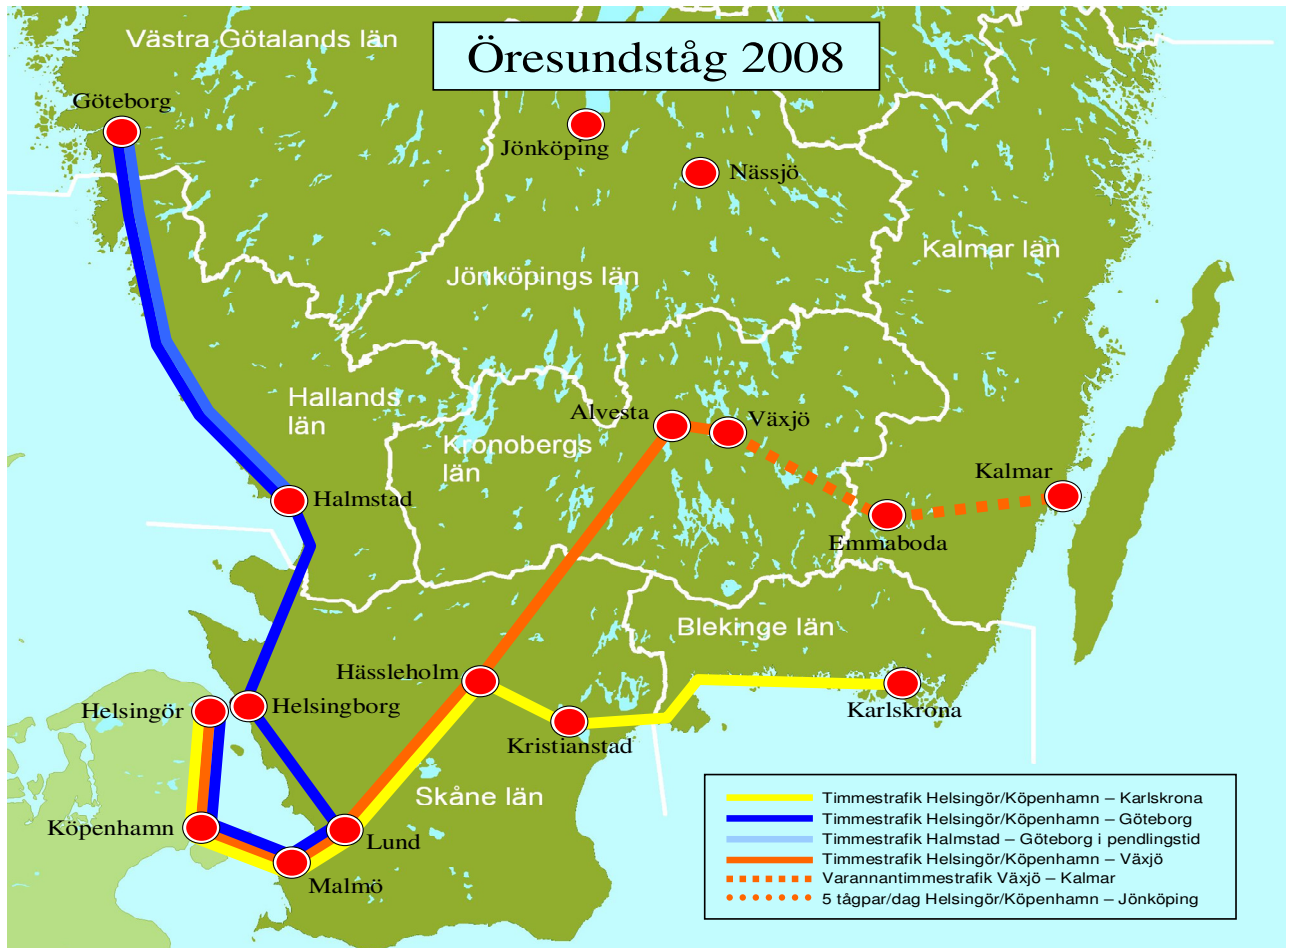 Öresundståg 2008
Västra Götalands län
Göteborg
Jönköping
Nässjö
Kalmar län
Jönköpings län
Hallands
län
Alvesta
Växjö
Kronobergs
län
Kalmar
Halmstad
Emmaboda
Blekinge län
Hässleholm
Helsingör
Helsingborg
Karlskrona
Kristianstad
Skåne län
Köpenhamn
Lund
Malmö
Timmestrafik Helsingör/Köpenhamn – Karlskrona
Timmestrafik Helsingör/Köpenhamn – Göteborg
Timmestrafik Halmstad – Göteborg i pendlingstid
Timmestrafik Helsingör/Köpenhamn – Växjö
Varannantimmestrafik Växjö – Kalmar
5 tågpar/dag Helsingör/Köpenhamn – Jönköping